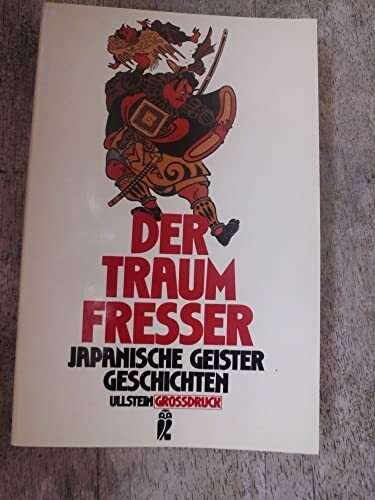 DER
TRAUM
FRESSER
JAPANISCHE GEISTER
GESCHICHTEN
ULLSTEIN GROSSDRUCK